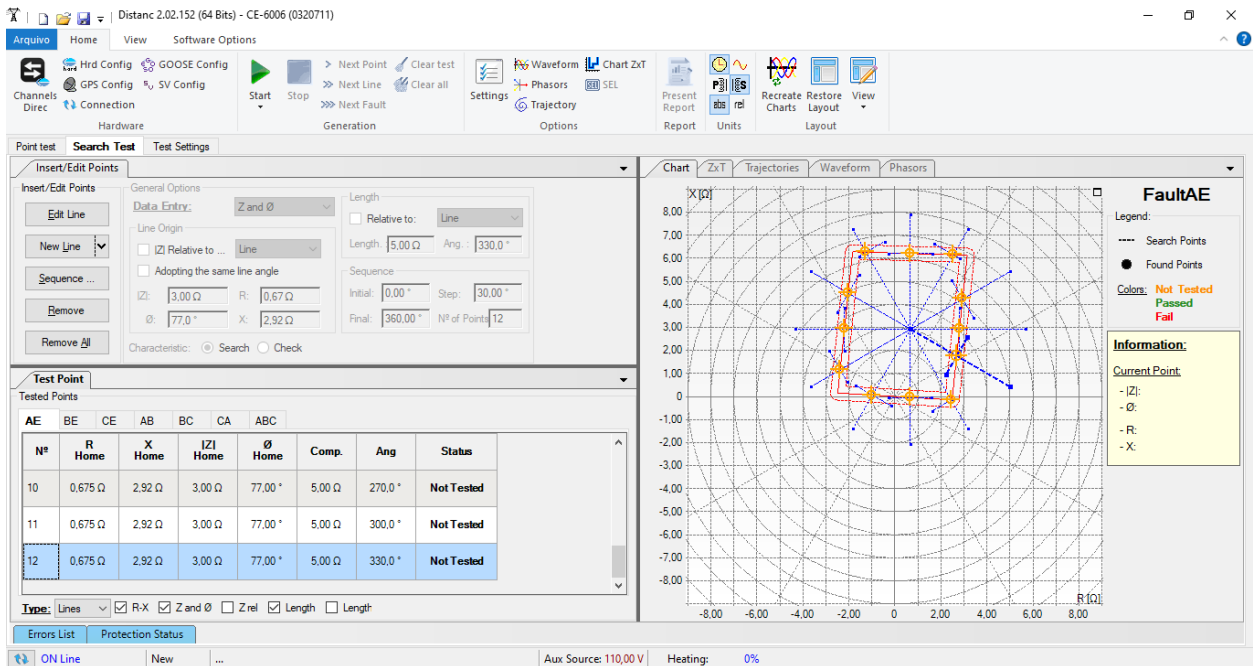 Distanc 2.02.152 (64 Bits) - CE-6006 (0320711)
Arquivo Home View Software Options
Channels Direc
Hrd Config GOOSE Config
GPS Config SV Config
Connection
Hardware
Start Stop
Next Point Clear test
Next Line Clear all
Next Fault
Generation
Settings
Waveform Chart ZxT
Phasors SEL
Trajectory
Options
Present Report
Report
abs rel
Units
Recreate Charts
Restore Layout
View
Layout
Point test Search Test Test Settings
Insert/Edit Points
Insert/Edit Points
Edit Line
New Line
Sequence ...
Remove
Remove All
General Options
Data Entry: Z and Ø
Line Origin
|Z| Relative to ... Line
Adopting the same line angle
|Z|: 3,00 Ω R: 0,67 Ω
Ø: 77,0 ° X: 2,92 Ω
Characteristic: Search Check
Length
Relative to: Line
Length. 5,00 Ω Ang. : 330,0 °
Sequence
Initial: 0,00 ° Step: 30,00 °
Final: 360,00 ° Nº of Points 12
Test Point
Tested Points
AE BE CE AB BC CA ABC
Nº R Home X Home |Z| Home Ø Home Comp. Ang Status
10 0,675 Ω 2,92 Ω 3,00 Ω 77,00 ° 5,00 Ω 270,0 ° Not Tested
11 0,675 Ω 2,92 Ω 3,00 Ω 77,00 ° 5,00 Ω 300,0 ° Not Tested
12 0,675 Ω 2,92 Ω 3,00 Ω 77,00 ° 5,00 Ω 330,0 ° Not Tested
Type: Lines R-X Z and Ø Z rel Length Length
Chart ZxT Trajectories Waveform Phasors
X [Ω]
8,00
7,00
6,00
5,00
4,00
3,00
2,00
1,00
0
-1,00
-2,00
-3,00
-4,00
-5,00
-6,00
-7,00
-8,00
R [Ω]
-8,00 -6,00 -4,00 -2,00 0 2,00 4,00 6,00 8,00
FaultAE
Legend:
Search Points
Found Points
Colors: Not Tested
Passed
Fail
Information:
Current Point:
- |Z|:
- Ø:
- R:
- X:
Errors List Protection Status
ON Line New ... Aux Source: 110,00 V Heating: 0%